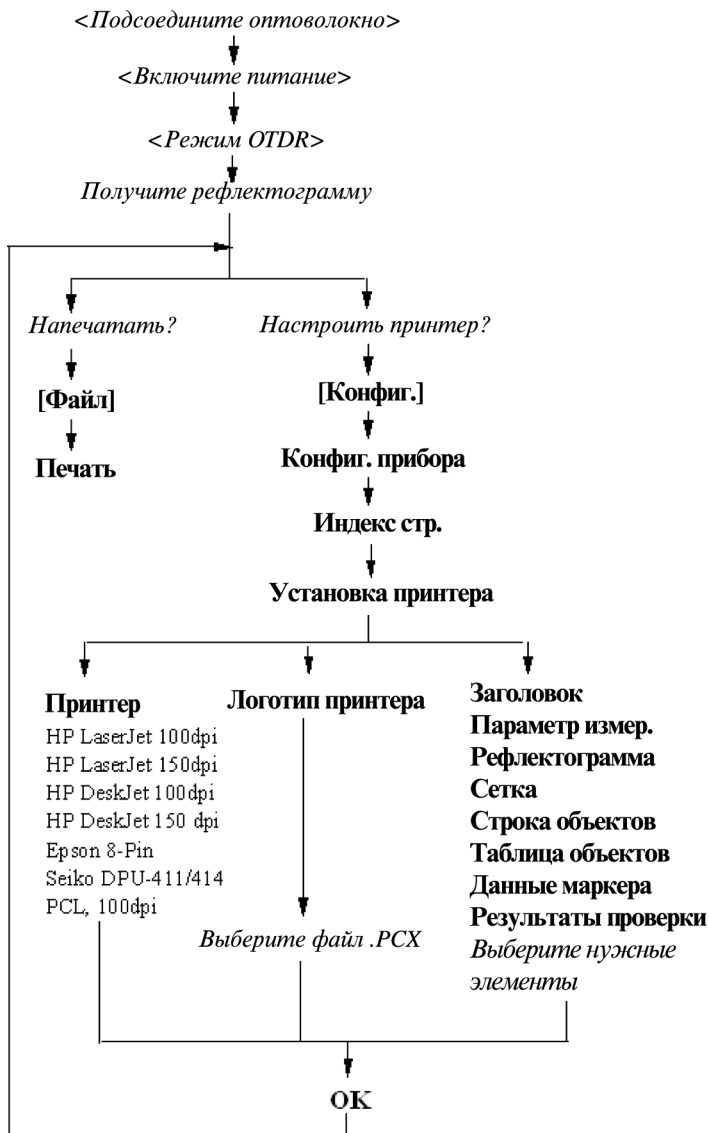 <Подсоедините оптоволокно>
<Включите питание>
<Режим OTDR>
Получите рефлектограмму
Напечатать?
Настроить принтер?
[Файл]
[Конфиг.]
Печать
Конфиг. прибора
Индекс стр.
Установка принтера
Принтер
HP LaserJet 100dpi
HP LaserJet 150dpi
HP DeskJet 100dpi
HP DeskJet 150 dpi
Epson 8-Pin
Seiko DPU-411/414
PCL, 100dpi
Логотип принтера
Выберите файл .PCX
Заголовок
Параметр измер.
Рефлектограмма
Сетка
Строка объектов
Таблица объектов
Данные маркера
Результаты проверки
Выберите нужные
элементы
OK